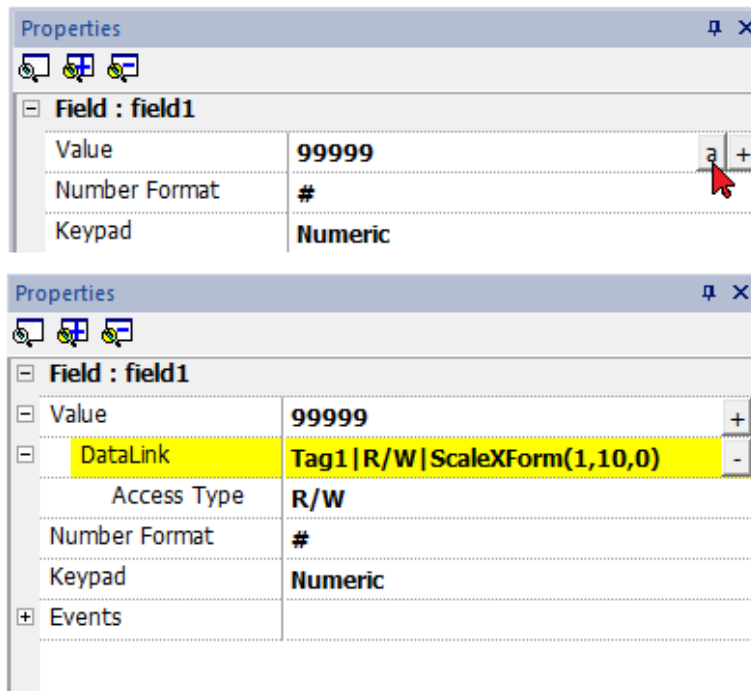 Properties
Field : field1
Value 99999 a +
Number Format #
Keypad Numeric
Properties
Field : field1
Value 99999 +
DataLink Tag1|R/W|ScaleXForm(1,10,0) -
Access Type R/W
Number Format #
Keypad Numeric
Events